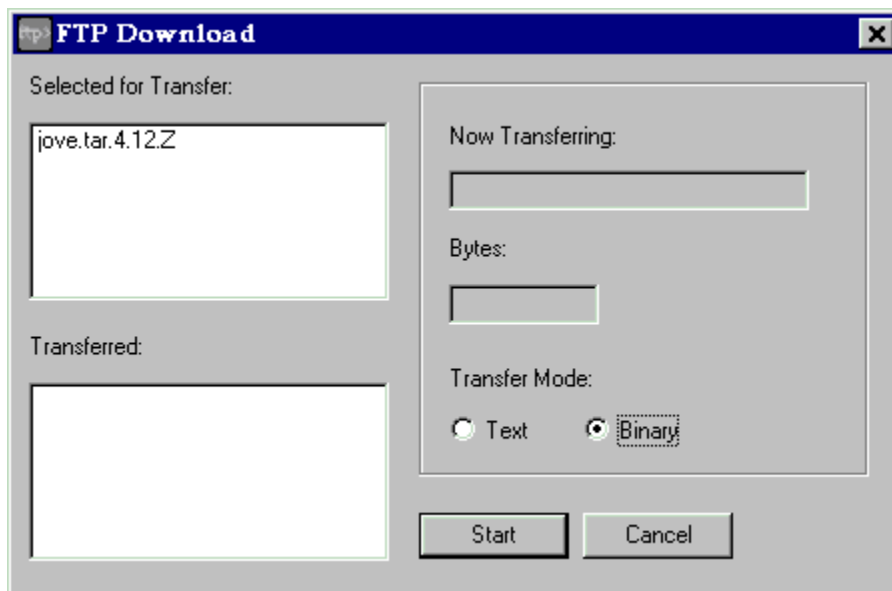 FTP Download
Selected for Transfer:
jove.tar.4.12.Z
Transferred:
Now Transferring:
Bytes:
Transfer Mode:
Text
Binary
Start
Cancel